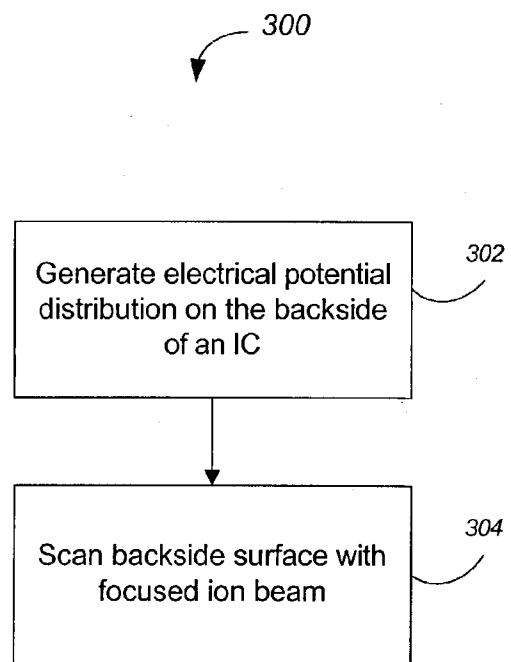 300
302
Generate electrical potential
distribution on the backside
of an IC
304
Scan backside surface with
focused ion beam